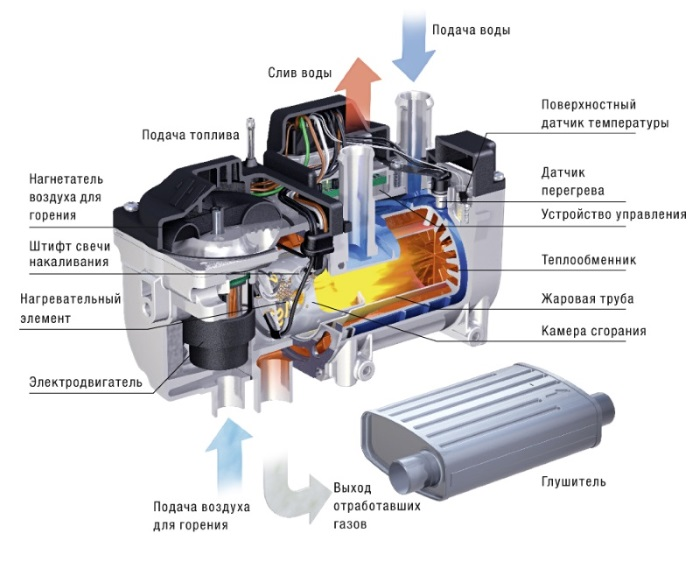 Подача воды
Слив воды
Поверхностный
датчик температуры
Подача топлива
Нагнетатель
воздуха для
горения
Датчик
перегрева
Устройство управления
Штифт свечи
накаливания
Теплообменник
Нагревательный
элемент
Жаровая труба
Камера сгорания
Электродвигатель
Глушитель
Подача воздуха
для горения
Выход
отработавших
газов